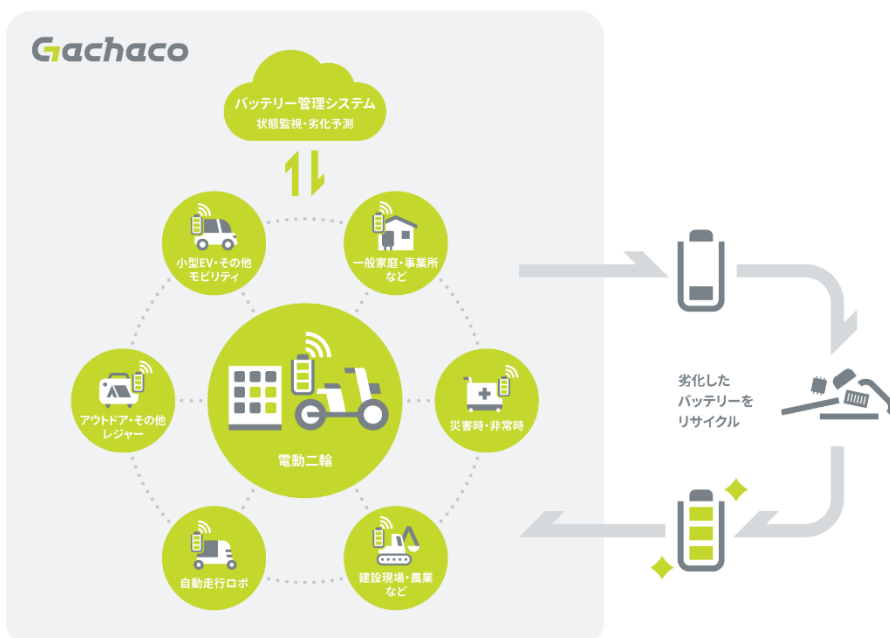 Gachaco
バッテリー管理システム
状態監視・劣化予測
小型EV・その他
モビリティ
一般家庭・事業所
など
アウトドア・その他
レジャー
電動二輪
災害時・非常時
劣化した
バッテリーを
リサイクル
自動走行ロボ
建設現場・農業
など